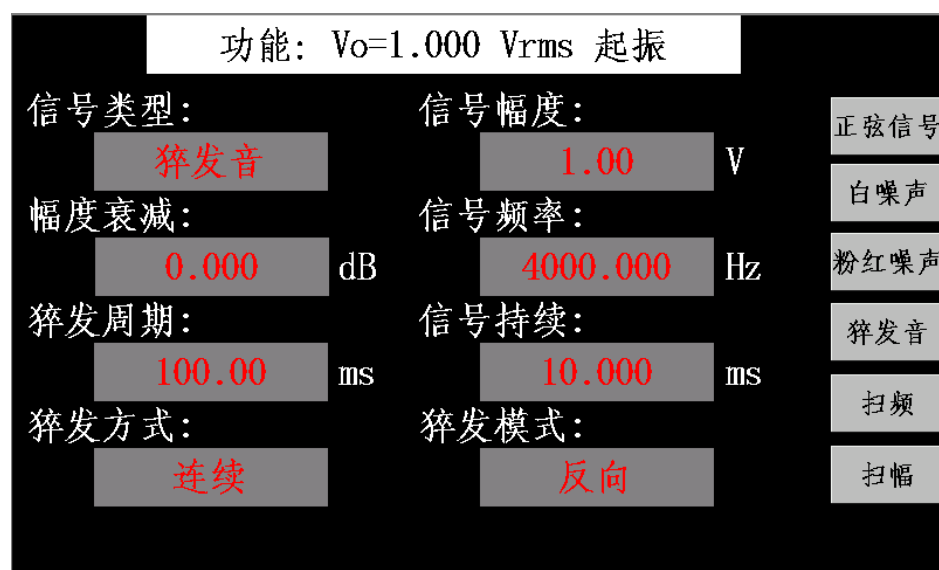 功能: Vo=1.000 Vrms 起振
信号类型: 信号幅度:
猝发音 1.00 V
幅度衰减: 信号频率:
0.000 dB 4000.000 Hz
猝发周期: 信号持续:
100.00 ms 10.000 ms
猝发方式: 猝发模式:
连续 反向
正弦信号
白噪声
粉红噪声
猝发音
扫频
扫幅